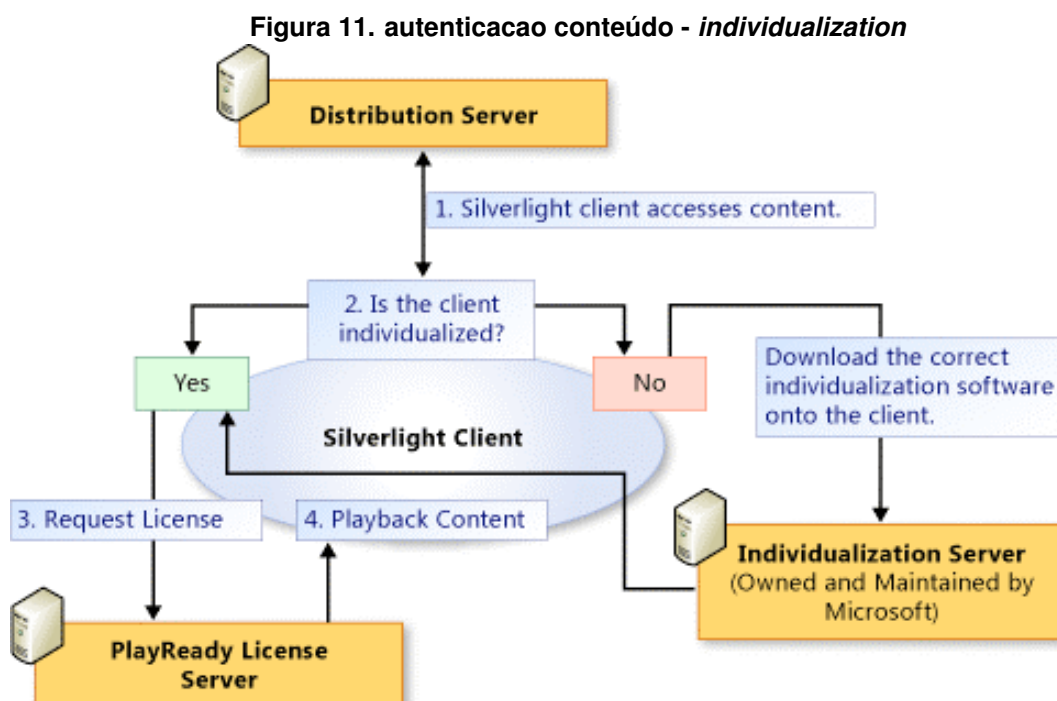 Figura 11. autenticacao conteúdo - individualization
Distribution Server
1. Silverlight client accesses content.
2. Is the client
individualized?
Yes
No
Download the correct
individualization software
onto the client.
Silverlight Client
3. Request License
4. Playback Content
Individualization Server
(Owned and Maintained by
Microsoft)
PlayReady License
Server